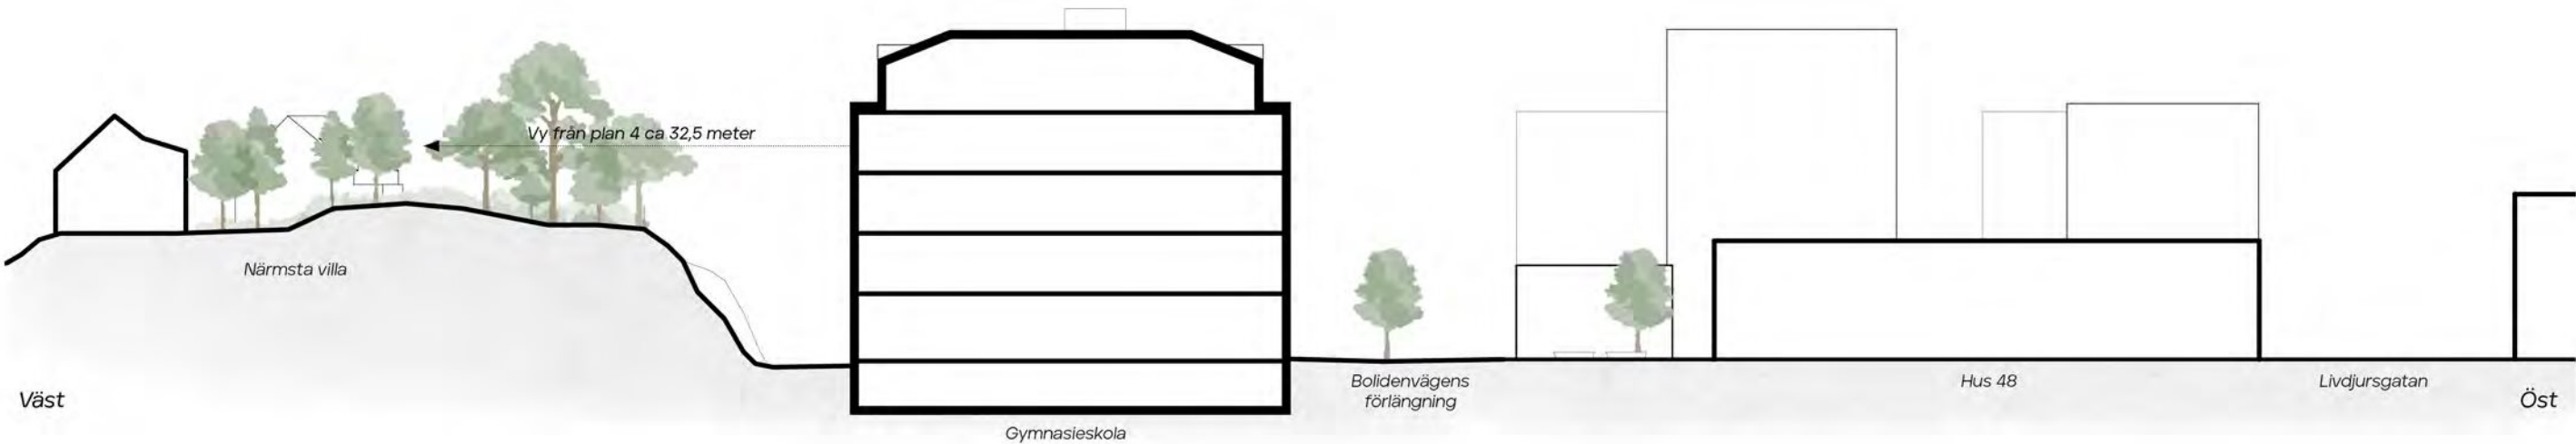 Vy från plan 4 ca 32,5 meter
Närmsta villa
Väst
Gymnasieskola
Bolidenvägens
förlängning
Hus 48
Livdjursgatan
Öst